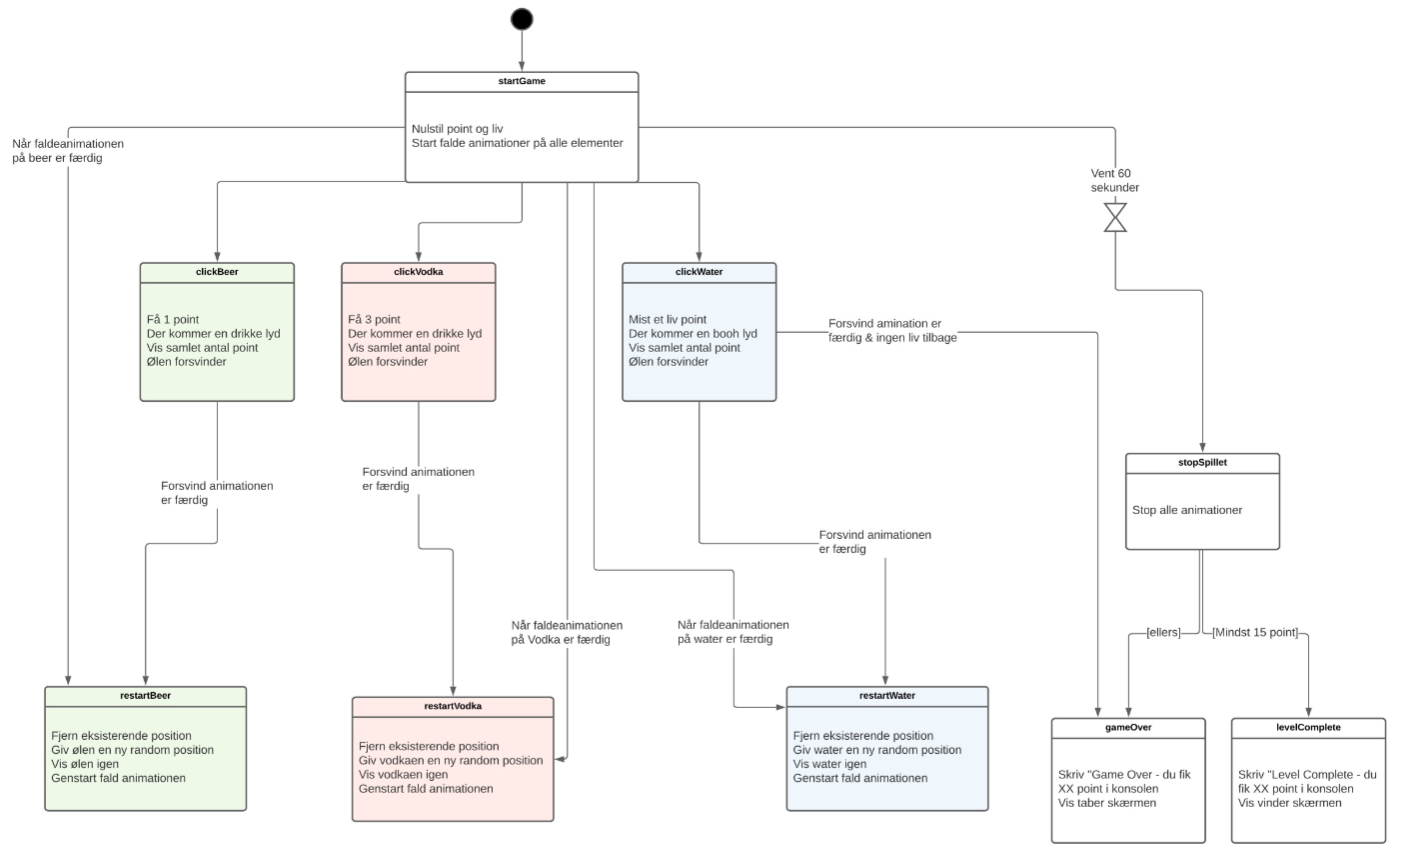 startGame
Nulstil point og liv
Start falde animationer på alle elementer
Når faldeanimationen
på beer er færdig
Vent 60
sekunder
clickBeer
Få 1 point
Der kommer en drikke lyd
Vis samlet antal point
Ølen forsvinder
clickVodka
Få 3 point
Der kommer en drikke lyd
Vis samlet antal point
Ølen forsvinder
clickWater
Mist et liv point
Der kommer en booh lyd
Vis samlet antal point
Ølen forsvinder
Forsvind amination er
færdig & ingen liv tilbage
Forsvind animationen
er færdig
Forsvind animationen
er færdig
Forsvind animationen
er færdig
stopSpillet
Stop alle animationer
Når faldeanimationen
på Vodka er færdig
Når faldeanimationen
på water er færdig
[ellers]
[Mindst 15 point]
restartBeer
Fjern eksisterende position
Giv ølen en ny random position
Vis ølen igen
Genstart fald animationen
restartVodka
Fjern eksisterende position
Giv vodkaen en ny random position
Vis vodkaen igen
Genstart fald animationen
restartWater
Fjern eksisterende position
Giv water en ny random position
Vis water igen
Genstart fald animationen
gameOver
Skriv "Game Over - du fik
XX point i konsolen
Vis taber skærmen
levelComplete
Skriv "Level Complete - du
fik XX point i konsolen
Vis vinder skærmen